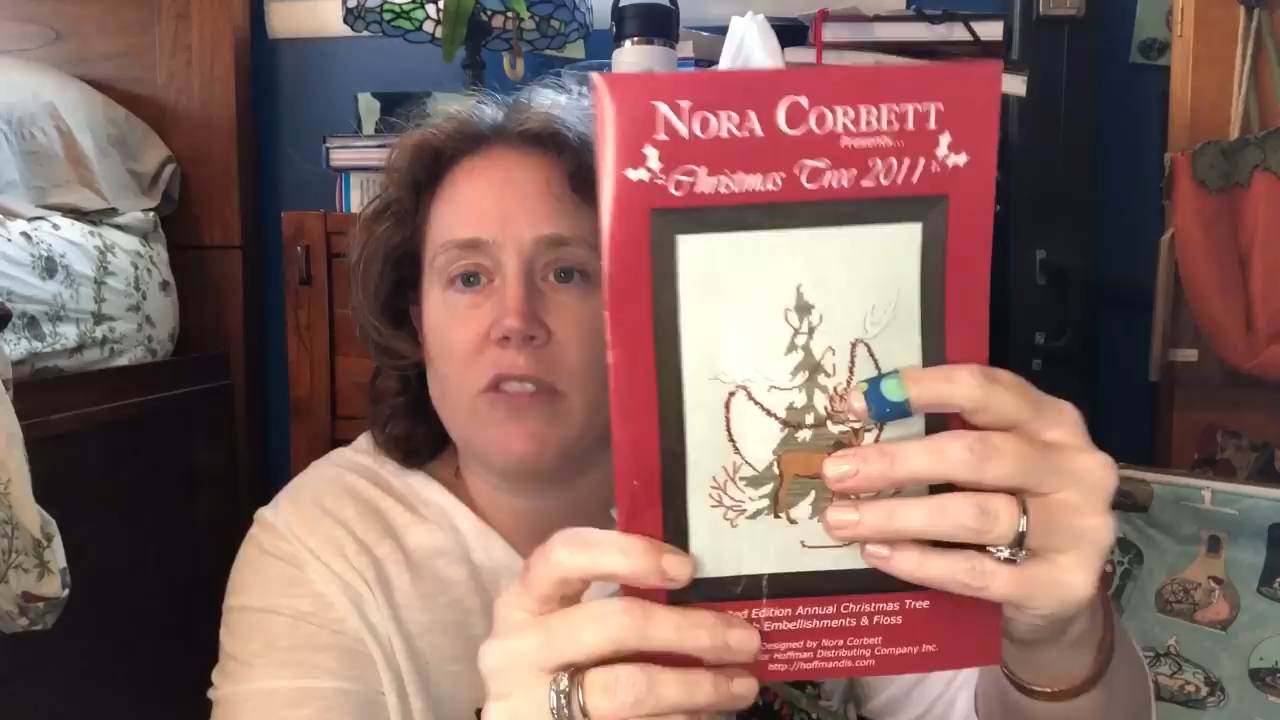 NORA CORBETT
Presents...
Christmas Tree 2011
Edition Annual Christmas Tree
Embellishments & Floss
Designed by Nora Corbett
for Hoffman Distributing Company Inc.
http://hoffmandis.com